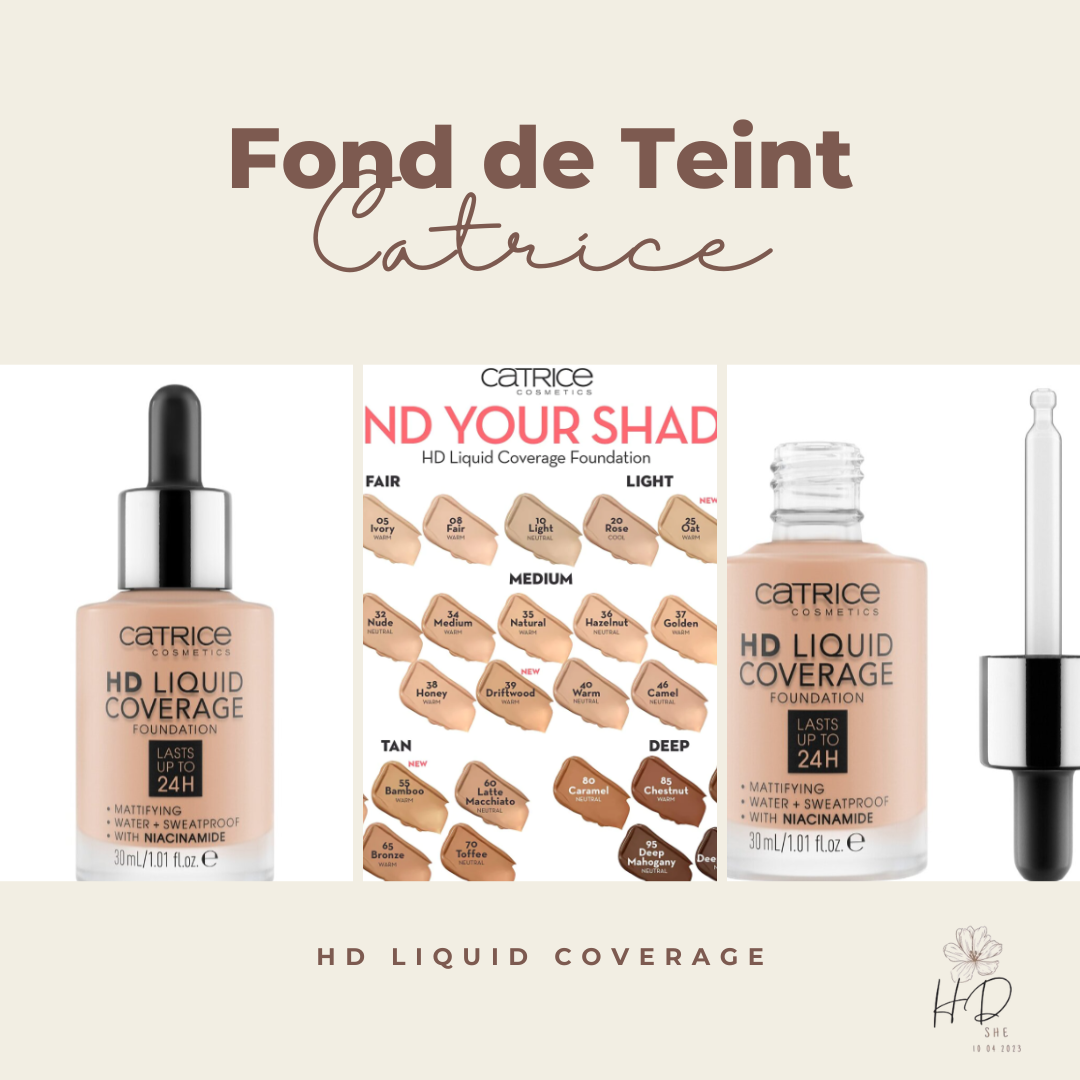 Fond de Teint
Catrice
CATRICE
COSMETICS
HD LIQUID
COVERAGE
FOUNDATION
LASTS
UP TO
24H
• MATTIFYING
• WATER + SWEATPROOF
• WITH NIACINAMIDE
30 mL/1.01 fl.oz. e
CATRICE
COSMETICS
ND YOUR SHAD
HD Liquid Coverage Foundation
FAIR
LIGHT
NEW
05
Ivory
WARM
08
Fair
WARM
10
Light
NEUTRAL
20
Rose
COOL
25
Oat
WARM
MEDIUM
32
Nude
NEUTRAL
34
Medium
WARM
35
Natural
WARM
36
Hazelnut
NEUTRAL
37
Golden
WARM
38
Honey
WARM
NEW
39
Driftwood
WARM
40
Warm
NEUTRAL
46
Camel
NEUTRAL
TAN
DEEP
NEW
55
Bamboo
WARM
60
Latte
Macchiato
NEUTRAL
80
Caramel
NEUTRAL
85
Chestnut
WARM
65
Bronze
WARM
70
Toffee
NEUTRAL
95
Deep
Mahogany
NEUTRAL
Dee
CATRICE
COSMETICS
HD LIQUID
COVERAGE
FOUNDATION
LASTS
UP TO
24H
• MATTIFYING
• WATER + SWEATPROOF
• WITH NIACINAMIDE
30 mL/1.01 fl.oz. e
HD LIQUID COVERAGE
HD
SHE
10 04 2023